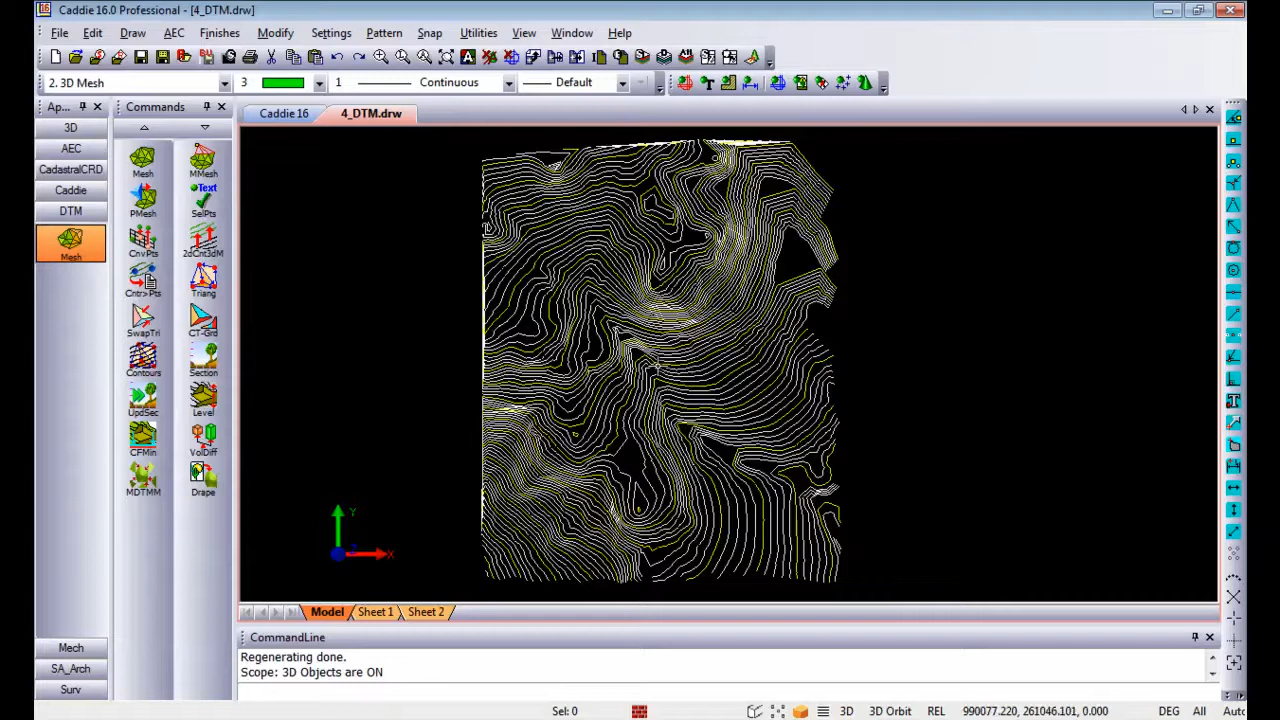 Caddie 16.0 Professional - [4_DTM.drw]
File Edit Draw AEC Finishes Modify Settings Pattern Snap Utilities View Window Help
2. 3D Mesh 3 1 Continuous Default
Ap... Commands Caddie 16 4_DTM.drw
3D
AEC
CadastralCRD
Caddie
DTM
Mesh
Mesh MMesh
Text
PMesh SelPts
CnvPts 2dCnt3dM
Cntr>Pts Triang
SwapTri CT-Grd
Contours Section
UpdSec Level
CFMin VolDiff
MDTMM Drape
Y
X
Model Sheet 1 Sheet 2
CommandLine
Regenerating done.
Scope: 3D Objects are ON
Mech
SA_Arch
Surv
Sel: 0 3D 3D Orbit REL 990077.220, 261046.101, 0.000 DEG All Auto